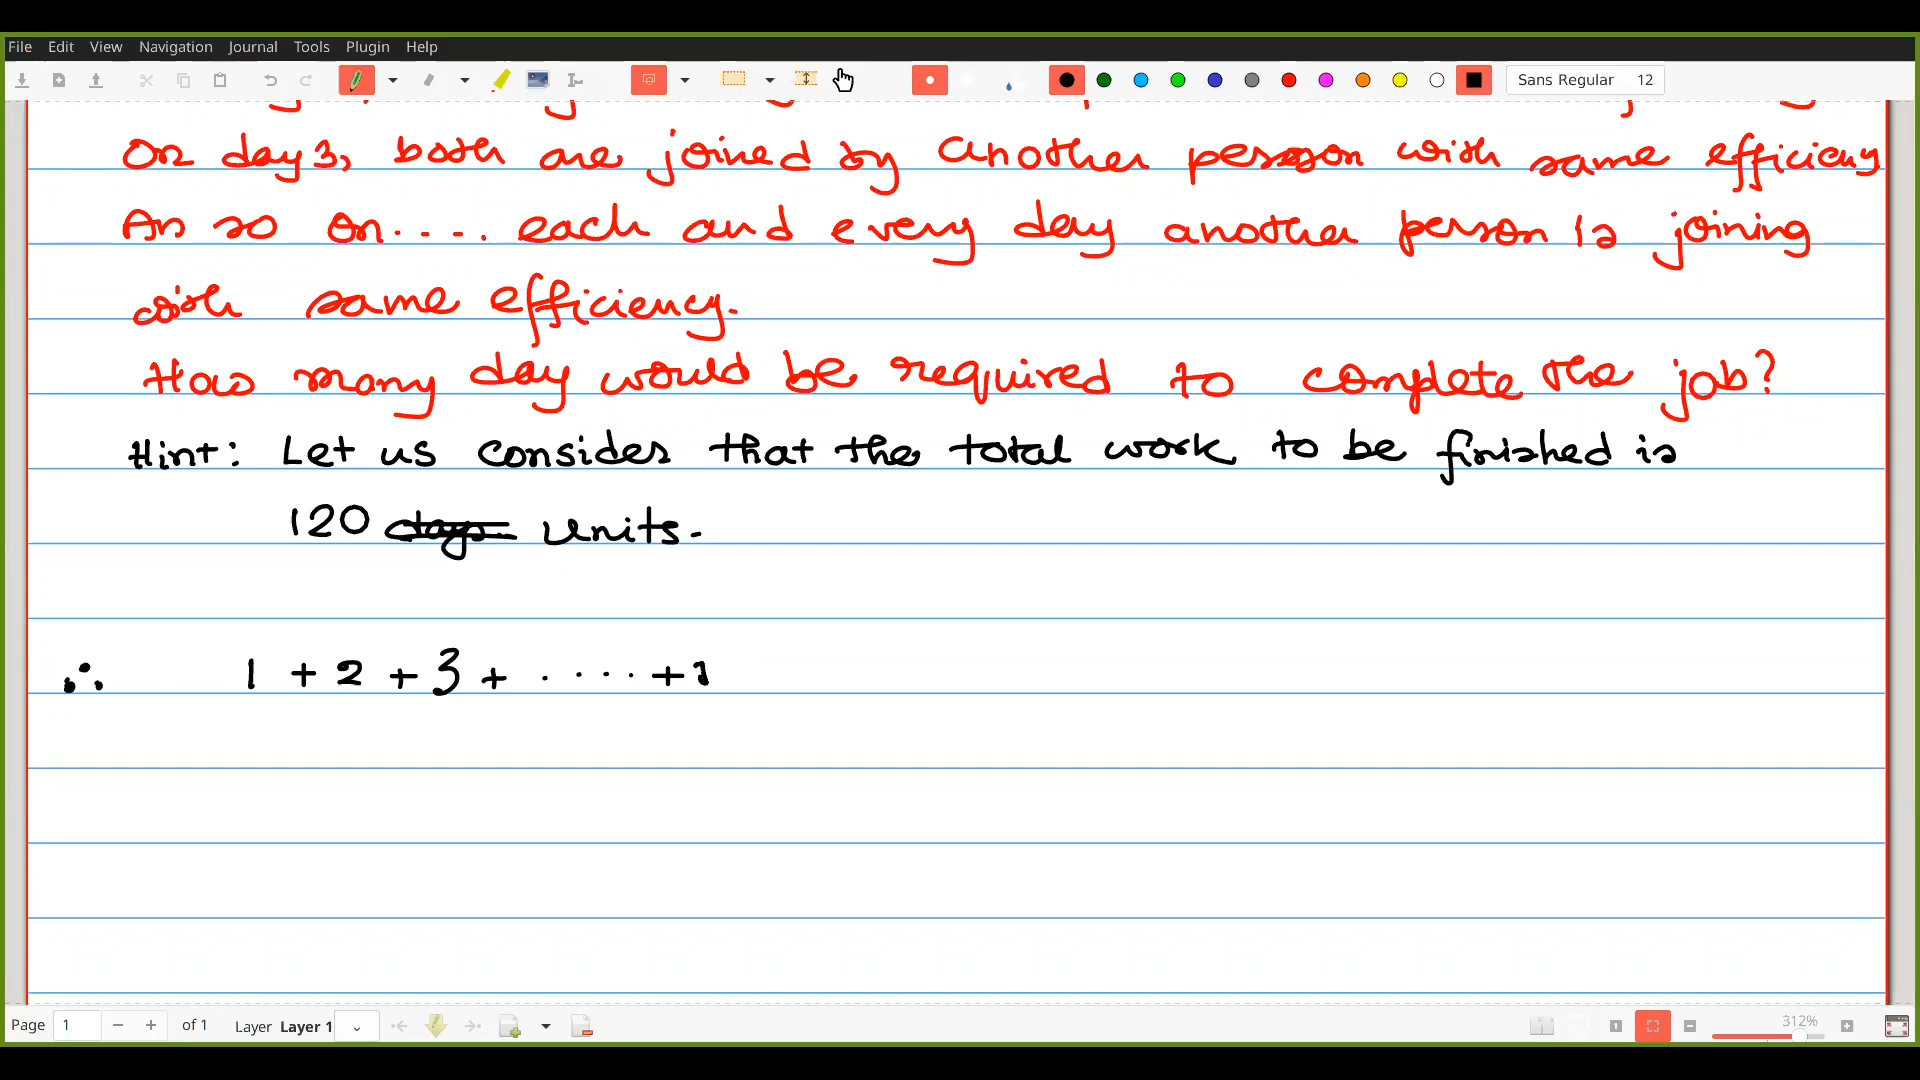 File Edit View Navigation Journal Tools Plugin Help
Sans Regular 12
On day 3, both are joined by another person with same efficieny
An so on.... each and every day another person is joining
with same efficiency.
How many day would be required to complete the job?
Hint: Let us consider that the total work to be finished is
120 days units.
∴ 1 + 2 + 3 + ..... +
Page 1 of 1 Layer Layer 1 312%